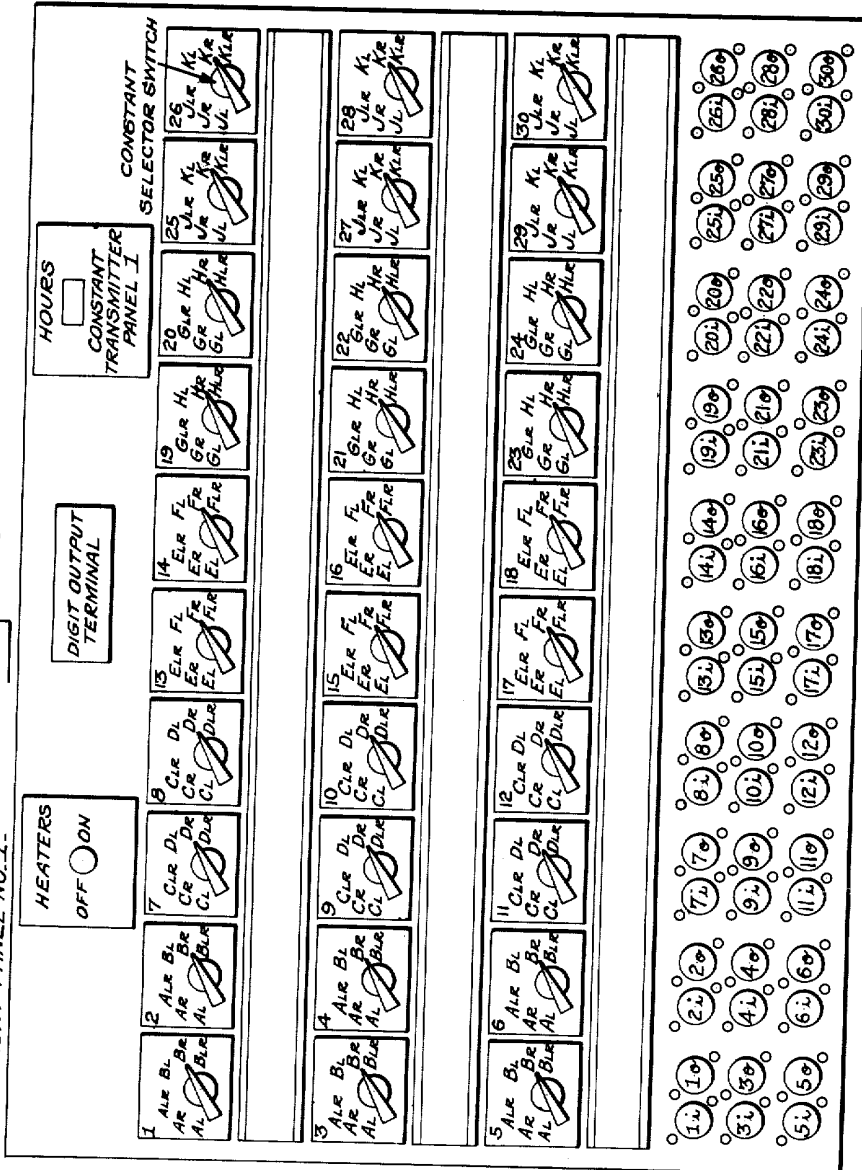 PANEL NO. 1
HEATERS
OFF ON
DIGIT OUTPUT
TERMINAL
HOURS
CONSTANT
TRANSMITTER
PANEL 1
CONSTANT
SELECTOR SWITCH
1
ALR BL
AR BR
AL BLR
2
ALR BL
AR BR
AL BLR
7
CLR DL
CR DR
CL DLR
8
CLR DL
CR DR
CL DLR
13
ELR FL
ER FR
EL FLR
14
ELR FL
ER FR
EL FLR
19
GLR HL
GR HR
GL HLR
20
GLR HL
GR HR
GL HLR
25
JLR KL
JR KR
JL KLR
26
JLR KL
JR KR
JL KLR
3
ALR BL
AR BR
AL BLR
4
ALR BL
AR BR
AL BLR
9
CLR DL
CR DR
CL DLR
10
CLR DL
CR DR
CL DLR
15
ELR FL
ER FR
EL FLR
16
ELR FL
ER FR
EL FLR
21
GLR HL
GR HR
GL HLR
22
GLR HL
GR HR
GL HLR
27
JLR KL
JR KR
JL KLR
28
JLR KL
JR KR
JL KLR
5
ALR BL
AR BR
AL BLR
6
ALR BL
AR BR
AL BLR
11
CLR DL
CR DR
CL DLR
12
CLR DL
CR DR
CL DLR
17
ELR FL
ER FR
EL FLR
18
ELR FL
ER FR
EL FLR
23
GLR HL
GR HR
GL HLR
24
GLR HL
GR HR
GL HLR
29
JLR KL
JR KR
JL KLR
30
JLR KL
JR KR
JL KLR
1i 1o 2i 2o 7i 7o 8i 8o 13i 13o 14i 14o 19i 19o 20i 20o 25i 25o 26i 26o
3i 3o 4i 4o 9i 9o 10i 10o 15i 15o 16i 16o 21i 21o 22i 22o 27i 27o 28i 28o
5i 5o 6i 6o 11i 11o 12i 12o 17i 17o 18i 18o 23i 23o 24i 24o 29i 29o 30i 30o